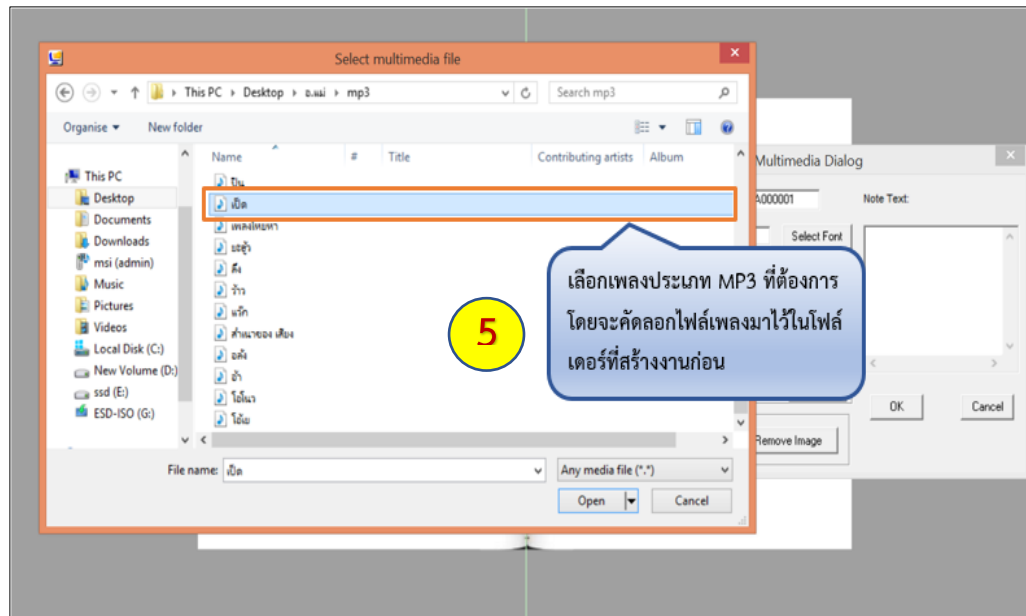 Select multimedia file
This PC Desktop อ.แม่ mp3
Search mp3
Organise New folder
Name # Title Contributing artists Album
This PC
Desktop
Documents
Downloads
msi (admin)
Music
Pictures
Videos
Local Disk (C:)
New Volume (D:)
ssd (E:)
ESD-ISO (G:)
ปืน
เป็ด
เพลงไทยหา
ดึง
ว้าว
แว๊ก
สำเนาของ เสียง
อลัง
ฮ้า
โอโนว
โอ้เย
File name: เป็ด
Any media file (*.*)
Open Cancel
Multimedia Dialog
A000001 Note Text:
Select Font
OK Cancel
Remove Image
5
เลือกเพลงประเภท MP3 ที่ต้องการ
โดยจะคัดลอกไฟล์เพลงมาไว้ในโฟล์
เดอร์ที่สร้างงานก่อน